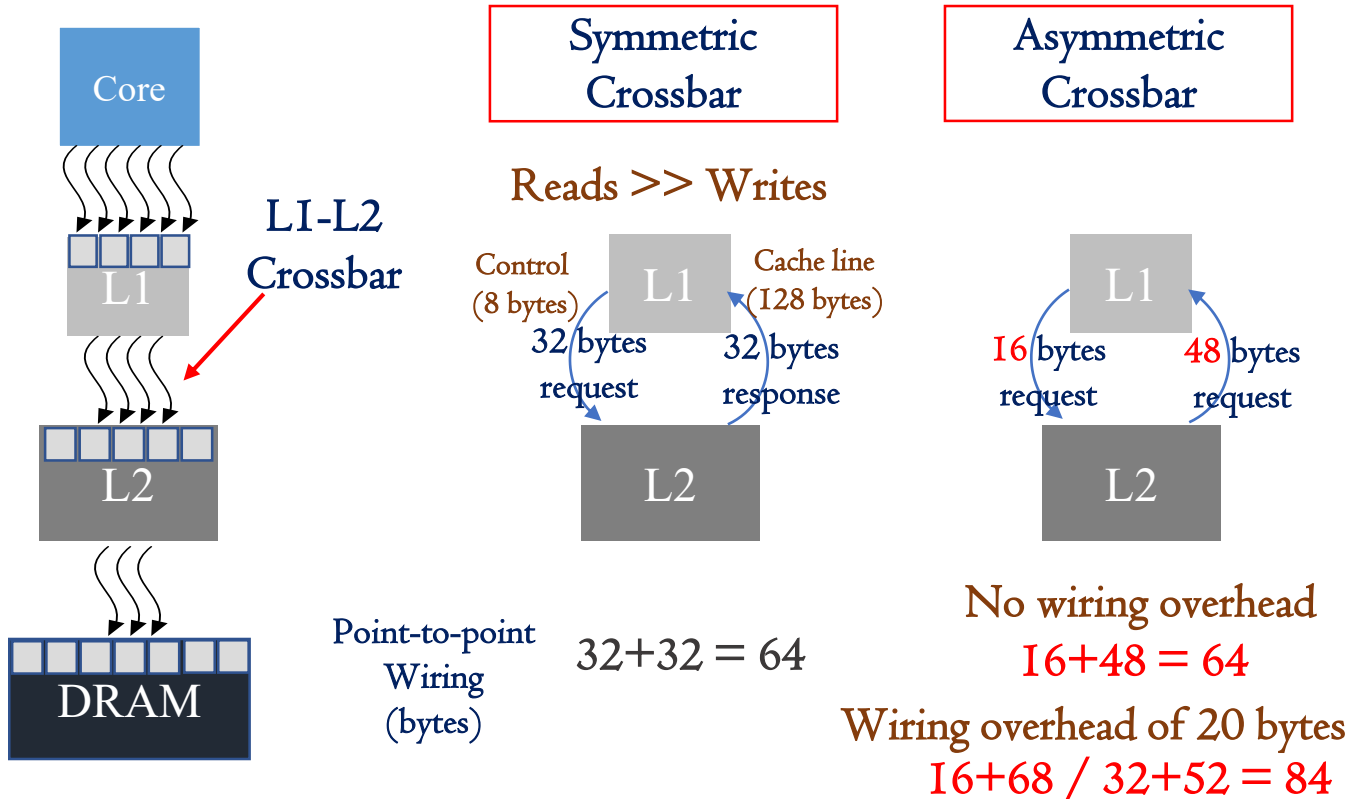 Core
L1
L2
DRAM
L1-L2
Crossbar
Symmetric
Crossbar
Reads >> Writes
Control
(8 bytes)
L1
Cache line
(128 bytes)
32 bytes
request
32 bytes
response
L2
Point-to-point
Wiring
(bytes)
32+32 = 64
Asymmetric
Crossbar
L1
16 bytes
request
48 bytes
request
L2
No wiring overhead
16+48 = 64
Wiring overhead of 20 bytes
16+68 / 32+52 = 84